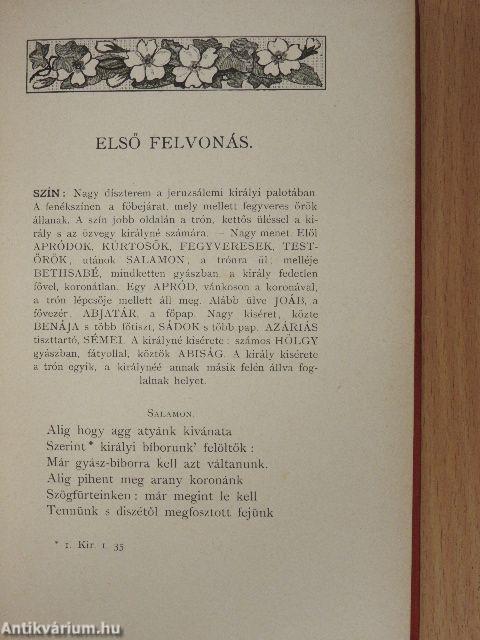 ELSŐ FELVONÁS.
SZÍN: Nagy díszterem a jeruzsálemi királyi palotában.
A fenékszínen a főbejárat, mely mellett fegyveres őrök
állanak. A szín jobb oldalán a trón, kettős üléssel a ki-
rály s az özvegy királyné számára. — Nagy menet. Elől
APRÓDOK, KÜRTÖSÖK, FEGYVERESEK, TEST-
ŐRÖK, utánok SALAMON, a trónra ül; melléje
BETHSABÉ, mindketten gyászban, a király fedetlen
fővel, koronátlan. Egy APRÓD, vánkoson a koronával,
a trón lépcsője mellett áll meg. Alább ülve JOÁB, a
fővezér, ABJATÁR, a főpap. Nagy kíséret, közte
BENÁJA s több főtiszt, SÁDOK s több pap. AZÁRIÁS
tiszttartó, SÉMEI. A királyné kísérete: számos HÖLGY
gyászban, fátyollal, köztök ABISÁG. A király kísérete
a trón egyik, a királynéé annak másik felén állva fog-
lalnak helyet.
SALAMON.
Alig hogy agg atyánk kivánata
Szerint* királyi bíborunk' felöltők:
Már gyász-bíborra kell azt váltanunk.
Alig pihent meg arany koronánk
Szögfürteinken: már megint le kell
Tennünk s díszétől megfosztott fejünk
* 1. Kir. 1. 35
Antikvárium.hu